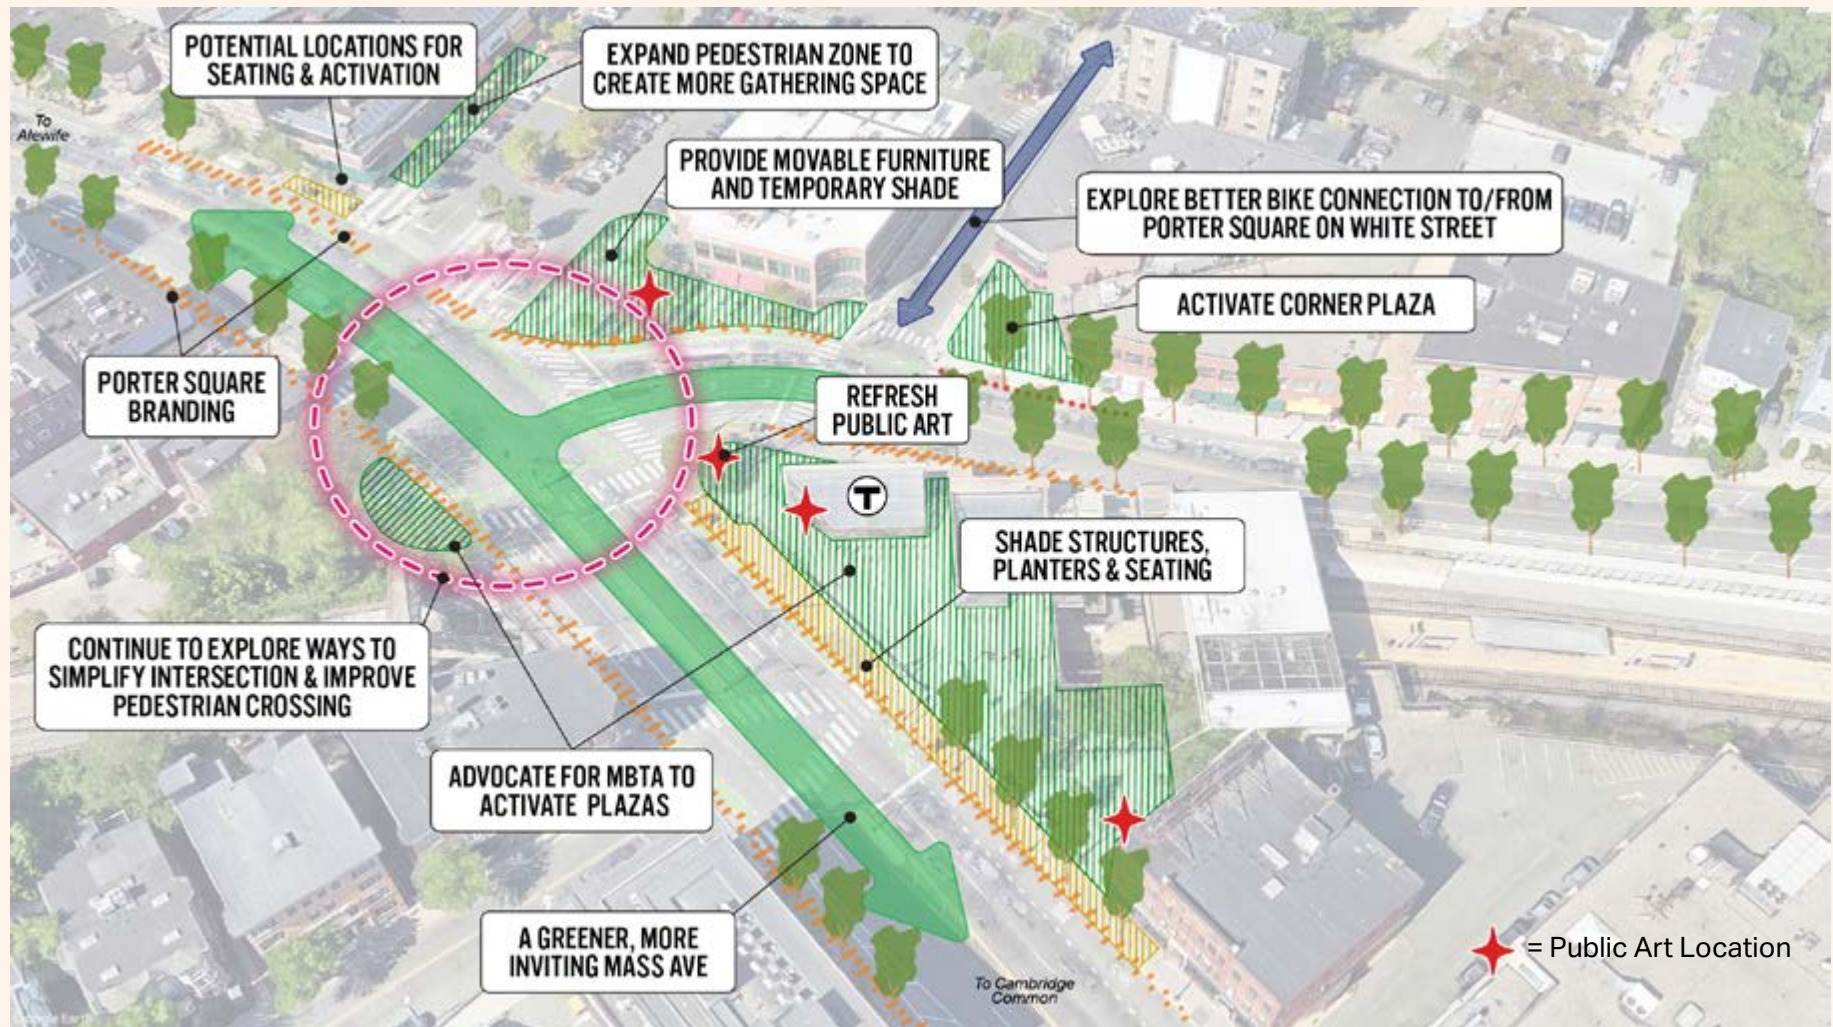 POTENTIAL LOCATIONS FOR
SEATING & ACTIVATION
EXPAND PEDESTRIAN ZONE TO
CREATE MORE GATHERING SPACE
To
Alewife
PROVIDE MOVABLE FURNITURE
AND TEMPORARY SHADE
EXPLORE BETTER BIKE CONNECTION TO/FROM
PORTER SQUARE ON WHITE STREET
ACTIVATE CORNER PLAZA
PORTER SQUARE
BRANDING
REFRESH
PUBLIC ART
T
SHADE STRUCTURES,
PLANTERS & SEATING
CONTINUE TO EXPLORE WAYS TO
SIMPLIFY INTERSECTION & IMPROVE
PEDESTRIAN CROSSING
ADVOCATE FOR MBTA TO
ACTIVATE PLAZAS
A GREENER, MORE
INVITING MASS AVE
To Cambridge
Common
= Public Art Location
Google Earth